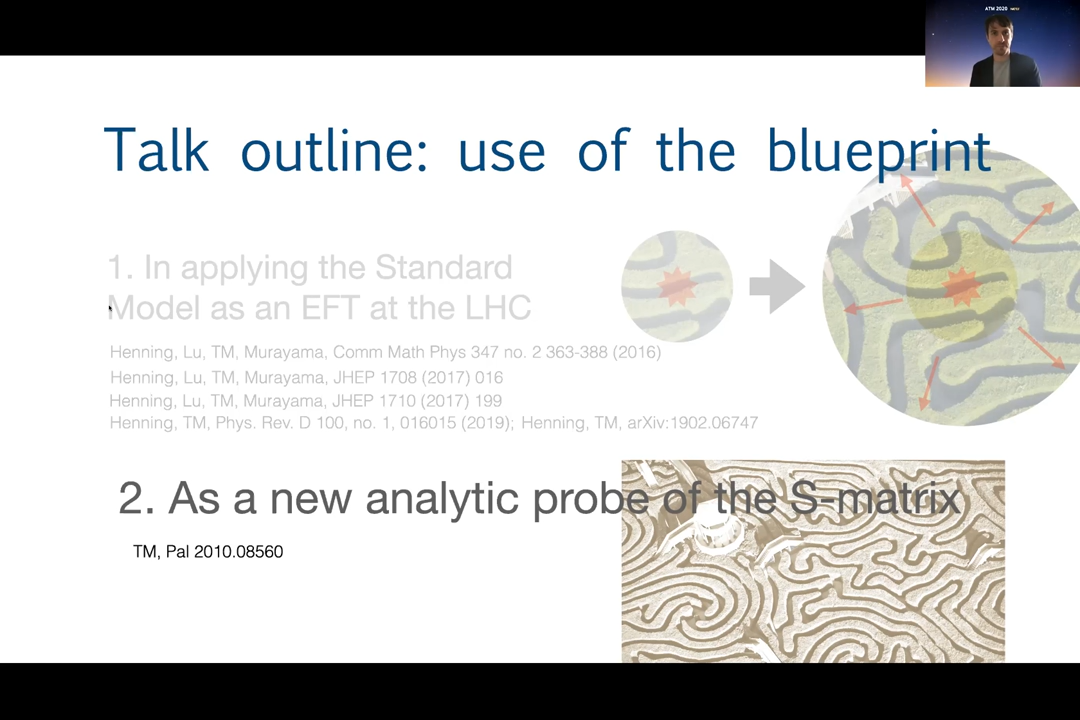 ATM 2020
Talk outline: use of the blueprint
1. In applying the Standard
Model as an EFT at the LHC
Henning, Lu, TM, Murayama, Comm Math Phys 347 no. 2 363-388 (2016)
Henning, Lu, TM, Murayama, JHEP 1708 (2017) 016
Henning, Lu, TM, Murayama, JHEP 1710 (2017) 199
Henning, TM, Phys. Rev. D 100, no. 1, 016015 (2019); Henning, TM, arXiv:1902.06747
2. As a new analytic probe of the S-matrix
TM, Pal 2010.08560